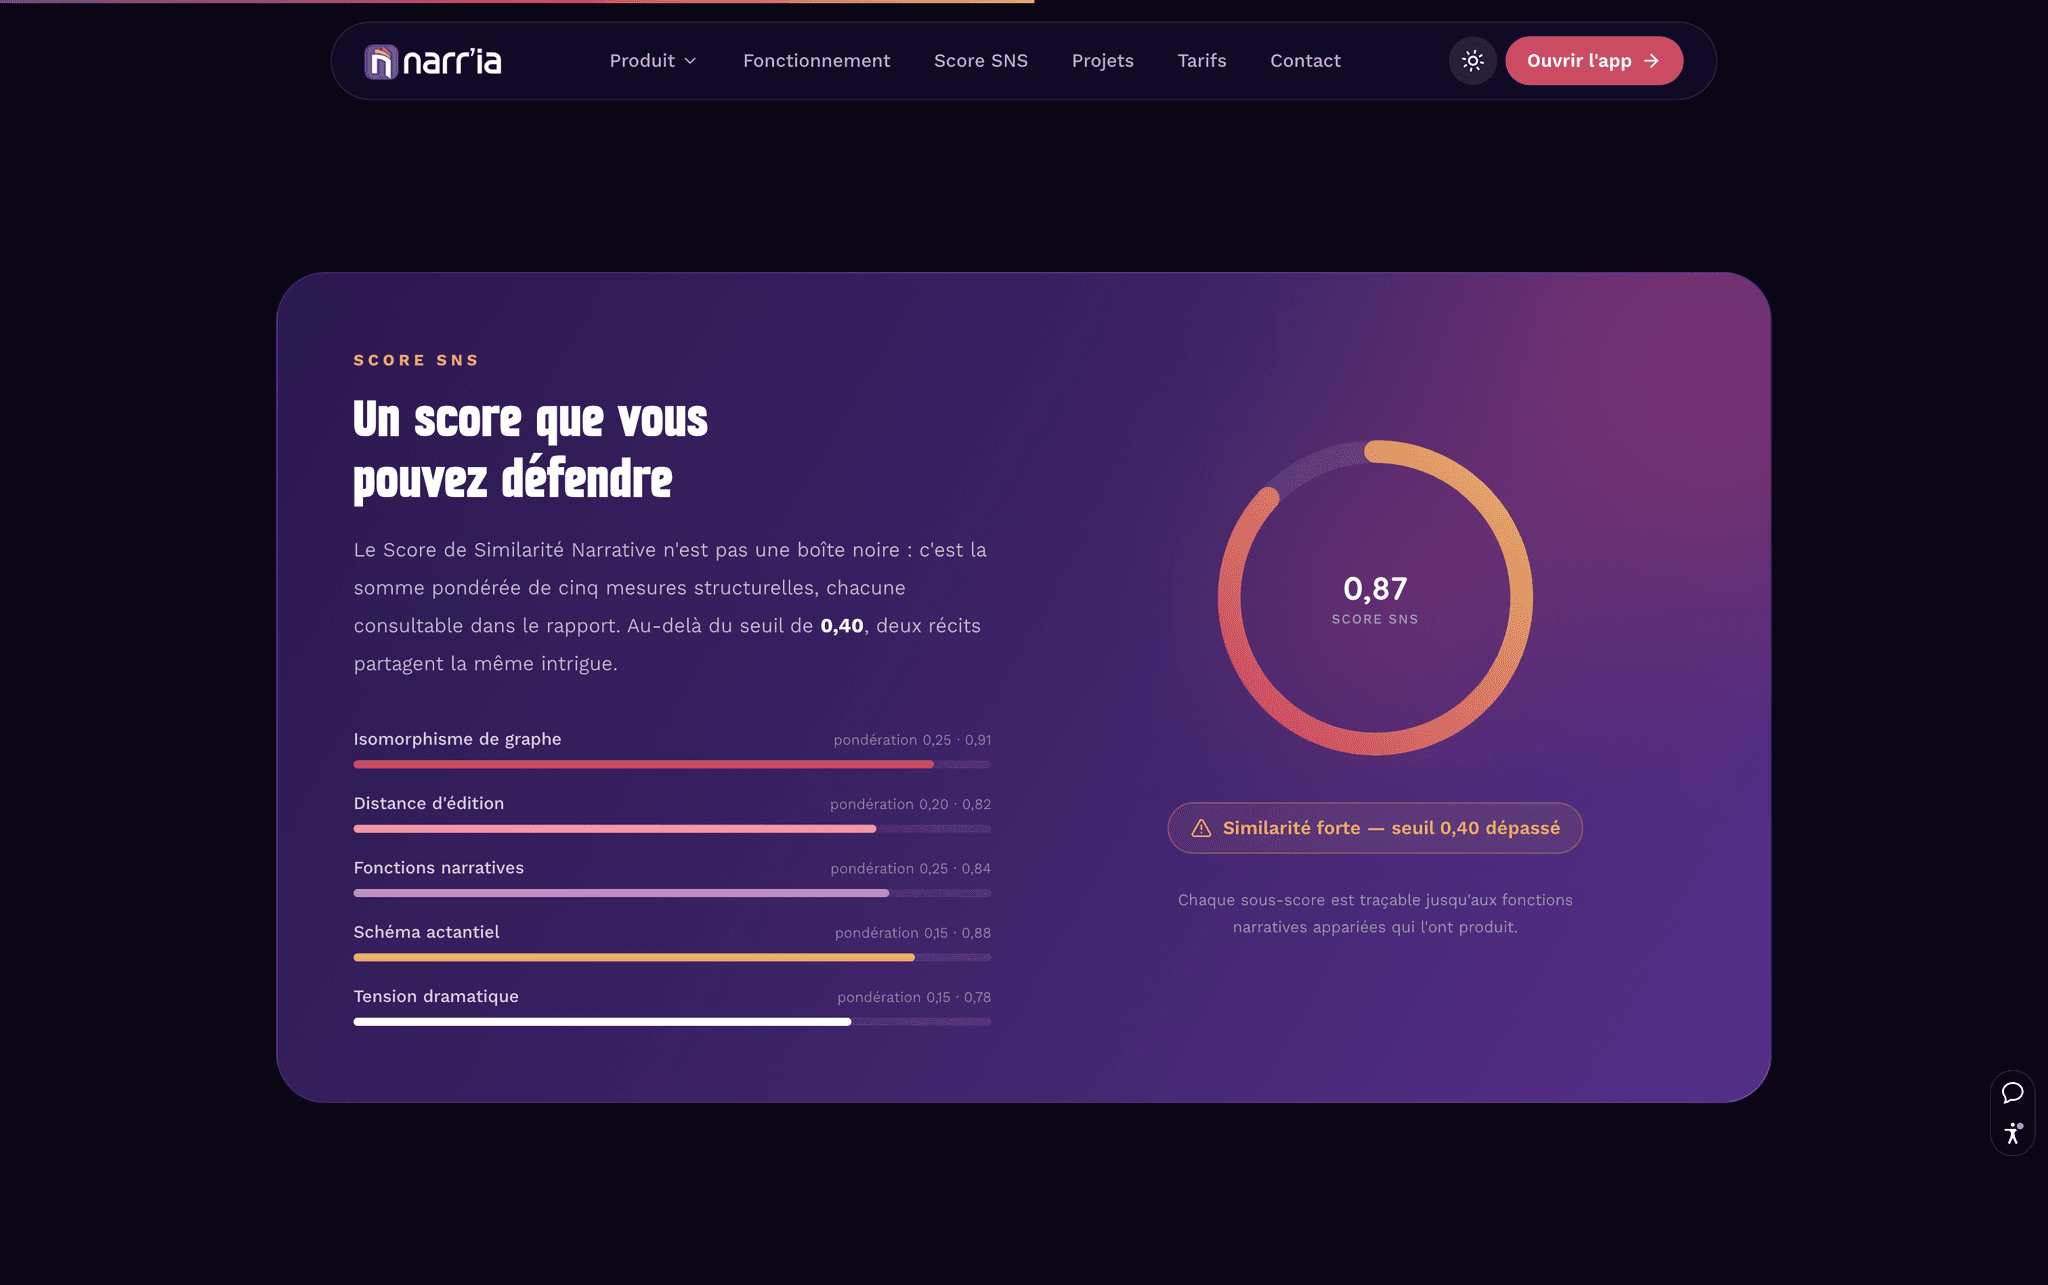 narr'ia
Produit
Fonctionnement
Score SNS
Projets
Tarifs
Contact
Ouvrir l'app
SCORE SNS
Un score que vous
pouvez défendre
Le Score de Similarité Narrative n'est pas une boîte noire : c'est la
somme pondérée de cinq mesures structurelles, chacune
consultable dans le rapport. Au-delà du seuil de 0,40, deux récits
partagent la même intrigue.
Isomorphisme de graphe
pondération 0,25 · 0,91
Distance d'édition
pondération 0,20 · 0,82
Fonctions narratives
pondération 0,25 · 0,84
Schéma actantiel
pondération 0,15 · 0,88
Tension dramatique
pondération 0,15 · 0,78
0,87
SCORE SNS
Similarité forte — seuil 0,40 dépassé
Chaque sous-score est traçable jusqu'aux fonctions
narratives appariées qui l'ont produit.